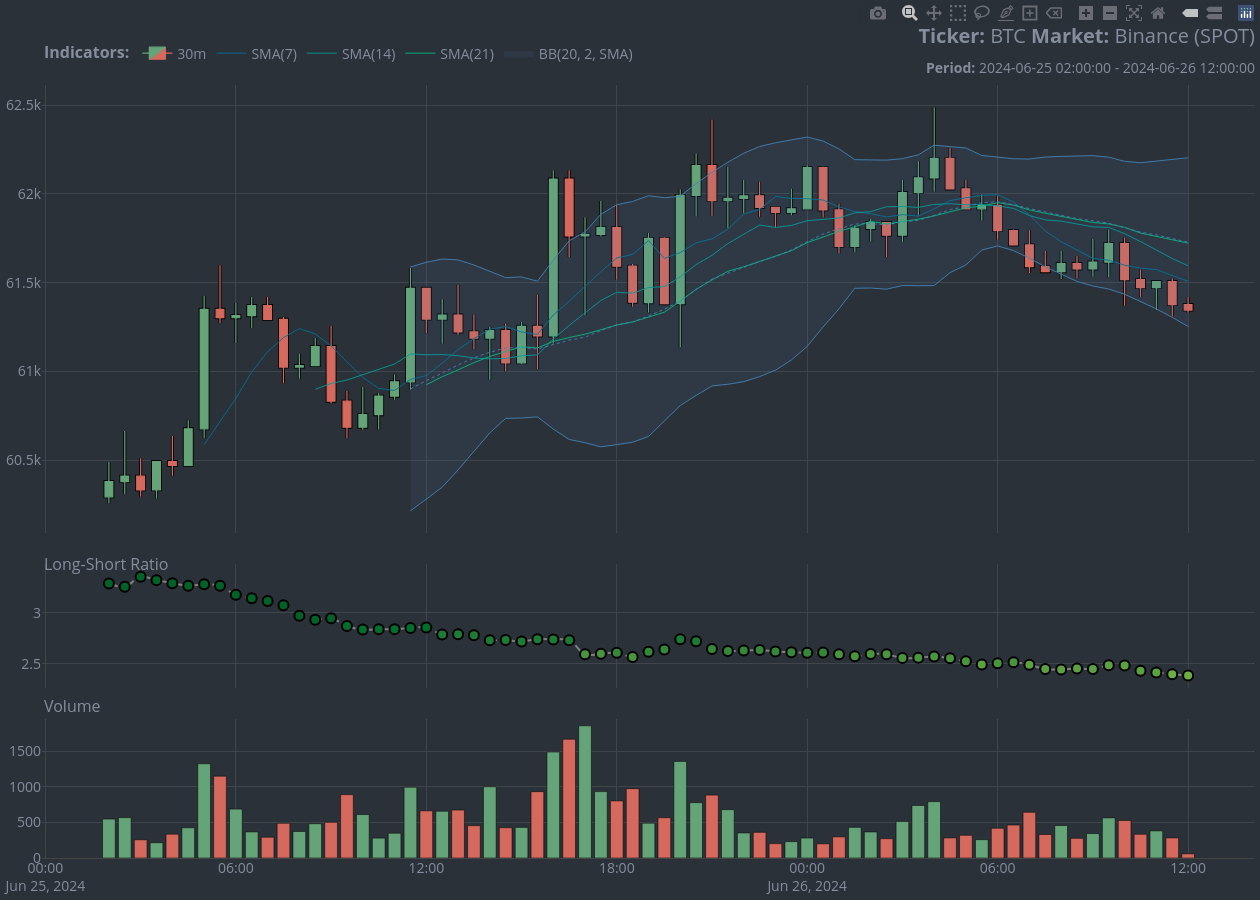 Ticker: BTC Market: Binance (SPOT)
Indicators: 30m SMA(7) SMA(14) SMA(21) BB(20, 2, SMA)
Period: 2024-06-25 02:00:00 - 2024-06-26 12:00:00
62.5k
62k
61.5k
61k
60.5k
Long-Short Ratio
3
2.5
Volume
1500
1000
500
0
00:00 06:00 12:00 18:00 00:00 06:00 12:00
Jun 25, 2024 Jun 26, 2024